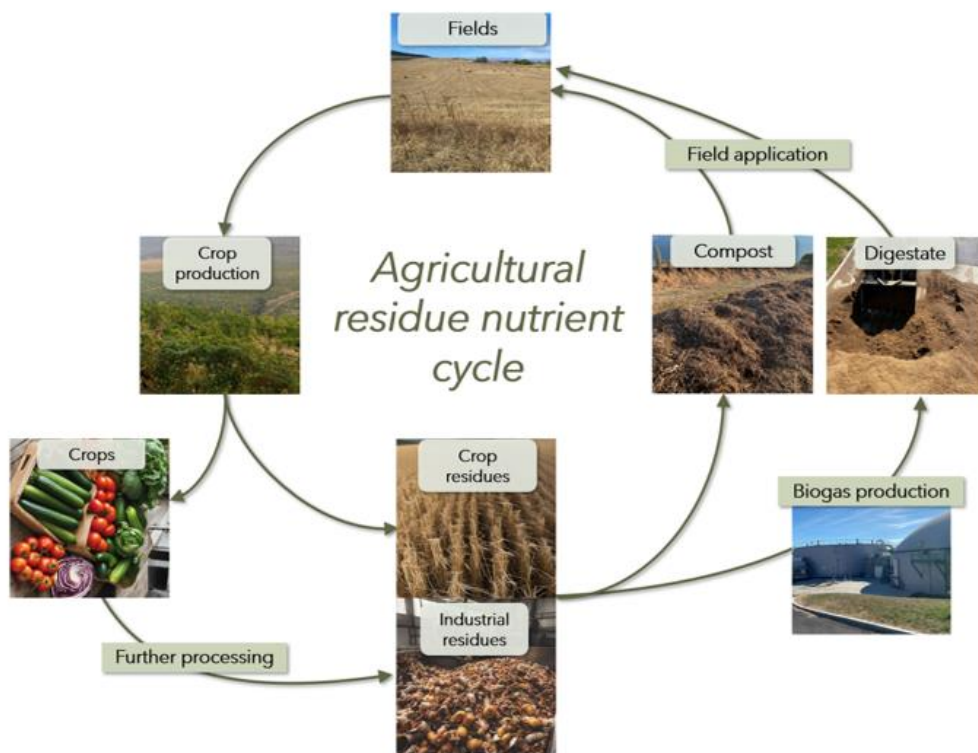 Fields
Field application
Crop
production
Agricultural
residue nutrient
cycle
Compost
Digestate
Crops
Crop
residues
Biogas production
Industrial
residues
Further processing